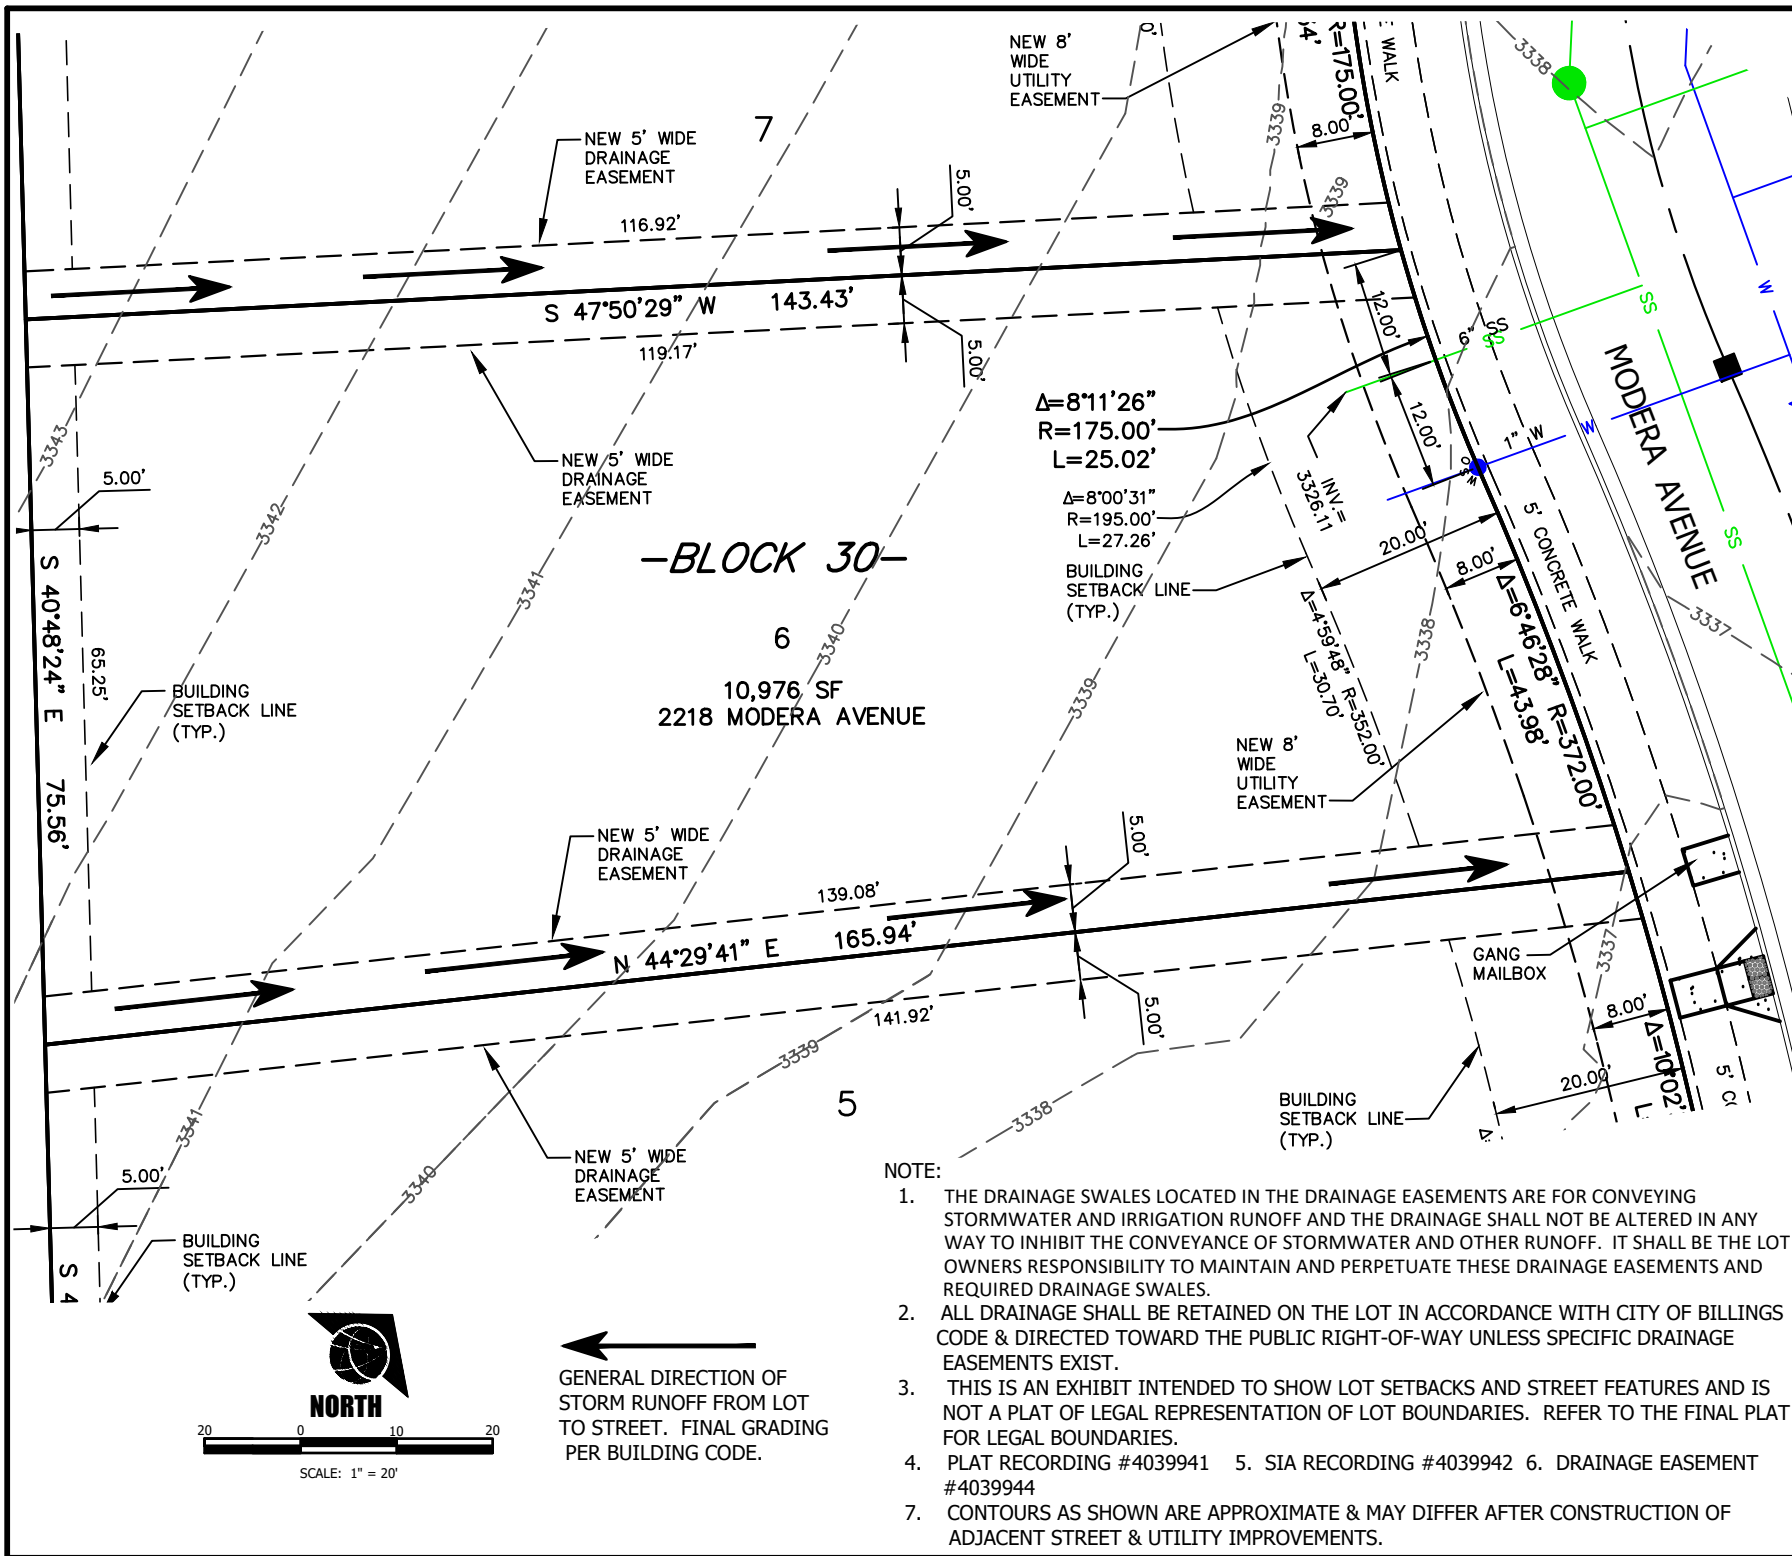 NEW 8'
WIDE
UTILITY
EASEMENT
R=175.00'
WALK
3338
3339
8.00'
7
NEW 5' WIDE
DRAINAGE
EASEMENT
5.00'
3339
116.92'
S 47°50'29" W 143.43'
119.17'
5.00'
12.00'
6" SS
SS
SS
W
MODERA AVENUE
Δ=8°11'26"
R=175.00'
L=25.02'
12.00'
1" W
W
WSO
3343
NEW 5' WIDE
DRAINAGE
EASEMENT
5.00'
INV.=
3326.11
Δ=8°00'31"
R=195.00'
L=27.26'
3342
20.00'
5' CONCRETE WALK
SS
-BLOCK 30-
8.00'
BUILDING
SETBACK LINE
(TYP.)
3341
S 40°48'24" E 75.56'
65.25'
6
3340
3338
3337
Δ=4°59'48" R=352.00'
L=30.70'
Δ=6°46'28" R=372.00'
L=43.98'
10,976 SF
2218 MODERA AVENUE
3339
BUILDING
SETBACK LINE
(TYP.)
NEW 8'
WIDE
UTILITY
EASEMENT
NEW 5' WIDE
DRAINAGE
EASEMENT
5.00'
139.08'
N 44°29'41" E 165.94'
GANG
MAILBOX
3337
141.92'
5.00'
8.00'
Δ=10°02'
3339
20.00'
5' C
3341
5
3338
BUILDING
SETBACK LINE
(TYP.)
NEW 5' WIDE
DRAINAGE
EASEMENT
3340
5.00'
BUILDING
SETBACK LINE
(TYP.)
S 4
NOTE:
1. THE DRAINAGE SWALES LOCATED IN THE DRAINAGE EASEMENTS ARE FOR CONVEYING
STORMWATER AND IRRIGATION RUNOFF AND THE DRAINAGE SHALL NOT BE ALTERED IN ANY
WAY TO INHIBIT THE CONVEYANCE OF STORMWATER AND OTHER RUNOFF. IT SHALL BE THE LOT
OWNERS RESPONSIBILITY TO MAINTAIN AND PERPETUATE THESE DRAINAGE EASEMENTS AND
REQUIRED DRAINAGE SWALES.
2. ALL DRAINAGE SHALL BE RETAINED ON THE LOT IN ACCORDANCE WITH CITY OF BILLINGS
CODE & DIRECTED TOWARD THE PUBLIC RIGHT-OF-WAY UNLESS SPECIFIC DRAINAGE
EASEMENTS EXIST.
3. THIS IS AN EXHIBIT INTENDED TO SHOW LOT SETBACKS AND STREET FEATURES AND IS
NOT A PLAT OF LEGAL REPRESENTATION OF LOT BOUNDARIES. REFER TO THE FINAL PLAT
FOR LEGAL BOUNDARIES.
4. PLAT RECORDING #4039941 5. SIA RECORDING #4039942 6. DRAINAGE EASEMENT
#4039944
7. CONTOURS AS SHOWN ARE APPROXIMATE & MAY DIFFER AFTER CONSTRUCTION OF
ADJACENT STREET & UTILITY IMPROVEMENTS.
NORTH
20 0 10 20
SCALE: 1" = 20'
GENERAL DIRECTION OF
STORM RUNOFF FROM LOT
TO STREET. FINAL GRADING
PER BUILDING CODE.